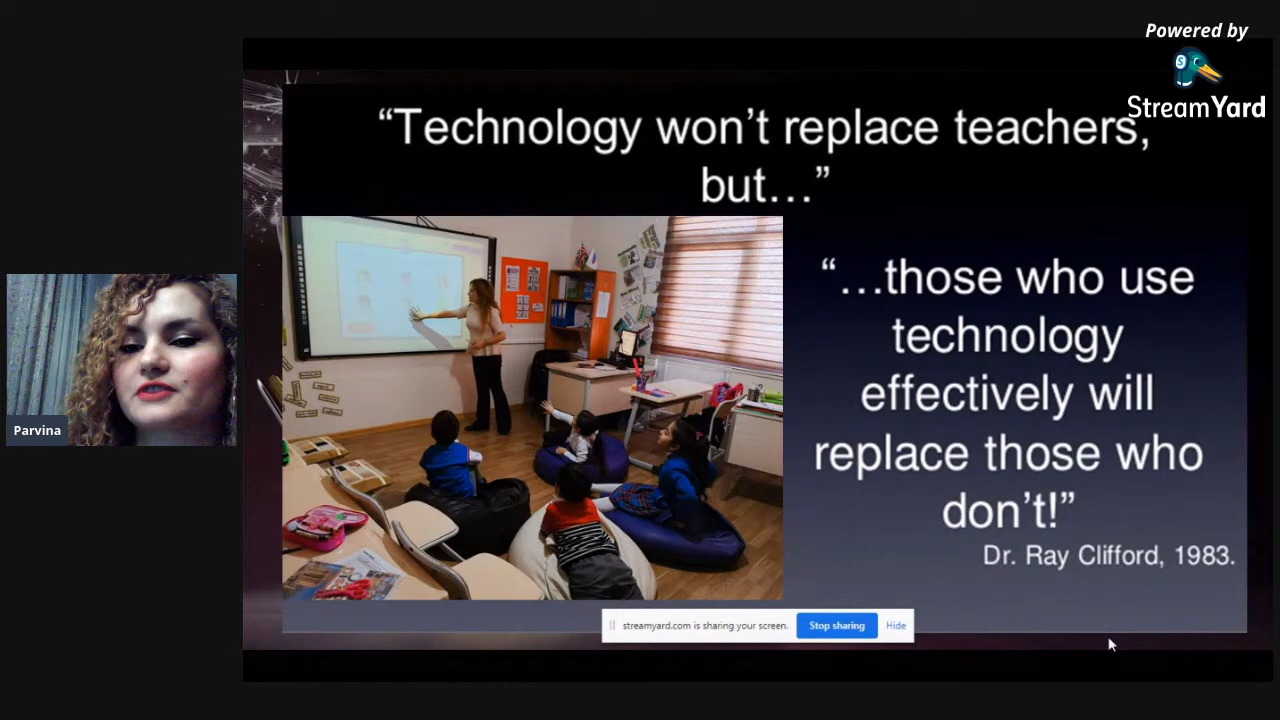 Powered by
StreamYard
“Technology won’t replace teachers,
but…”
“…those who use
technology
effectively will
replace those who
don’t!”
Dr. Ray Clifford, 1983.
Parvina
streamyard.com is sharing your screen.
Stop sharing
Hide